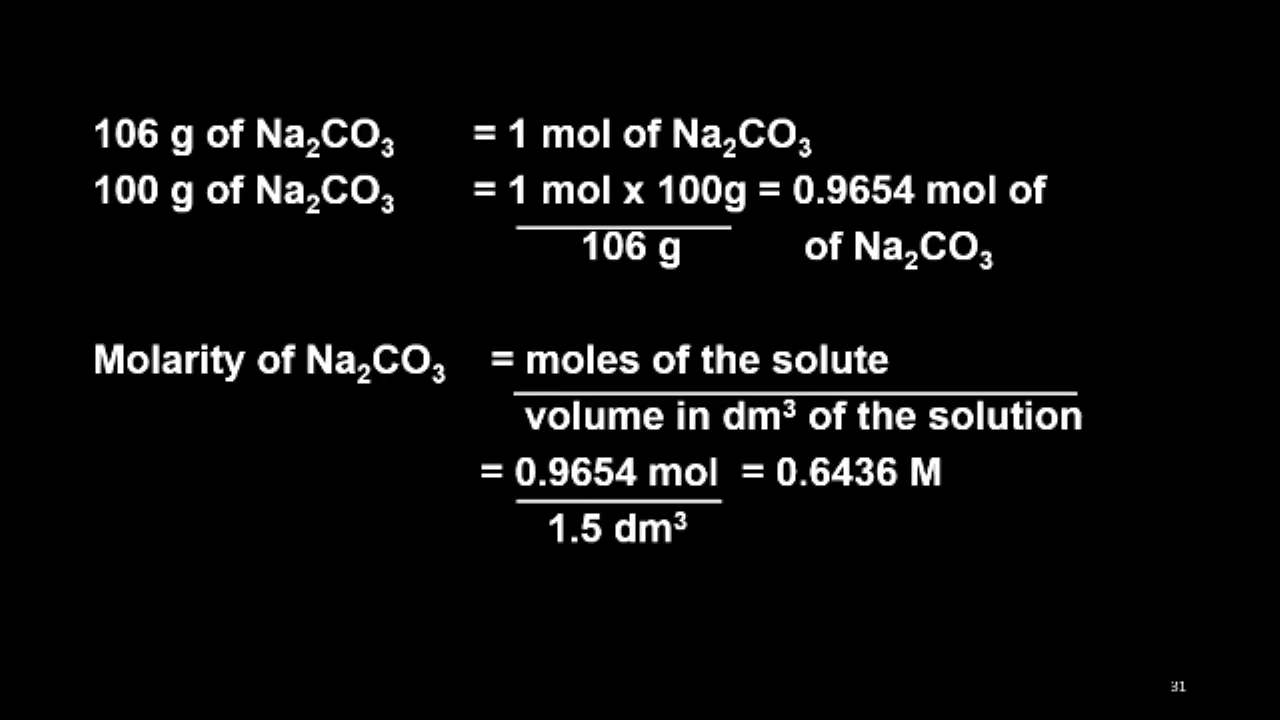 106 g of Na₂CO₃ = 1 mol of Na₂CO₃
100 g of Na₂CO₃ = 1 mol x 100g = 0.9654 mol of
106 g of Na₂CO₃
Molarity of Na₂CO₃ = moles of the solute
volume in dm³ of the solution
= 0.9654 mol = 0.6436 M
1.5 dm³
31